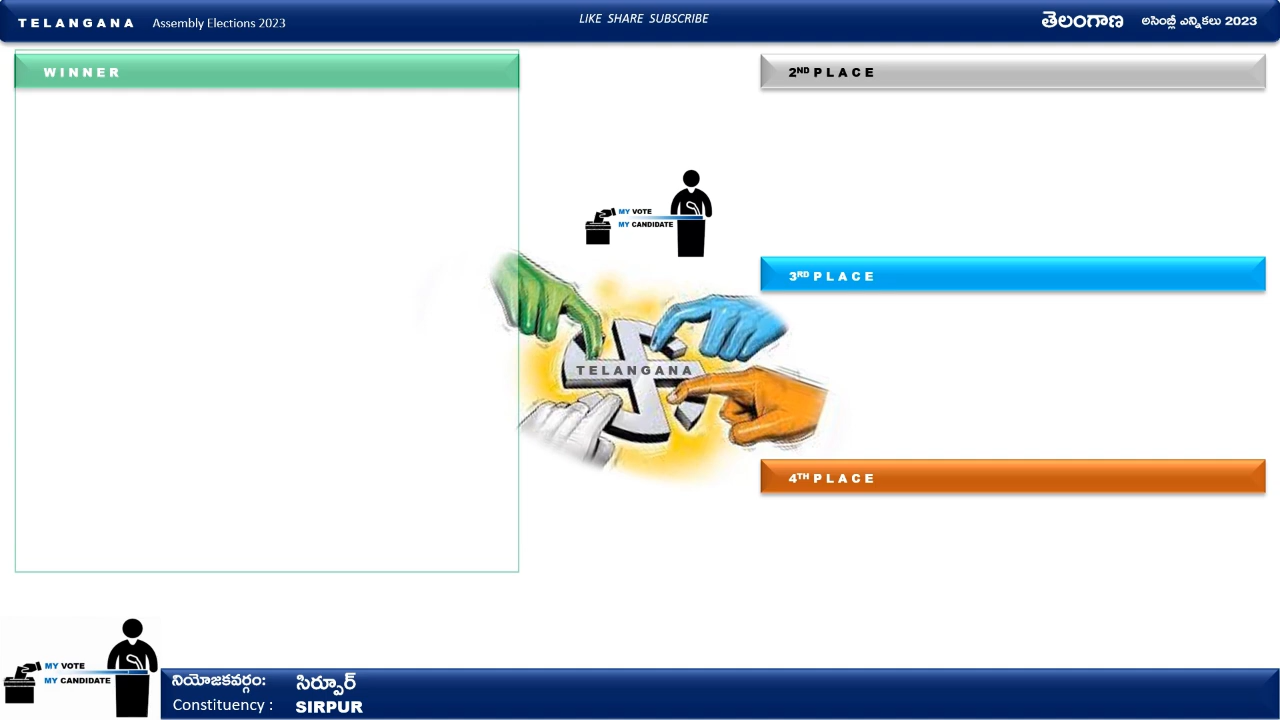 TELANGANA Assembly Elections 2023
LIKE SHARE SUBSCRIBE
తెలంగాణ అసెంబ్లీ ఎన్నికలు 2023
WINNER
2ND PLACE
MY VOTE
MY CANDIDATE
3RD PLACE
TELANGANA
4TH PLACE
MY VOTE
MY CANDIDATE
నియోజకవర్గం: సిర్పూర్
Constituency : SIRPUR